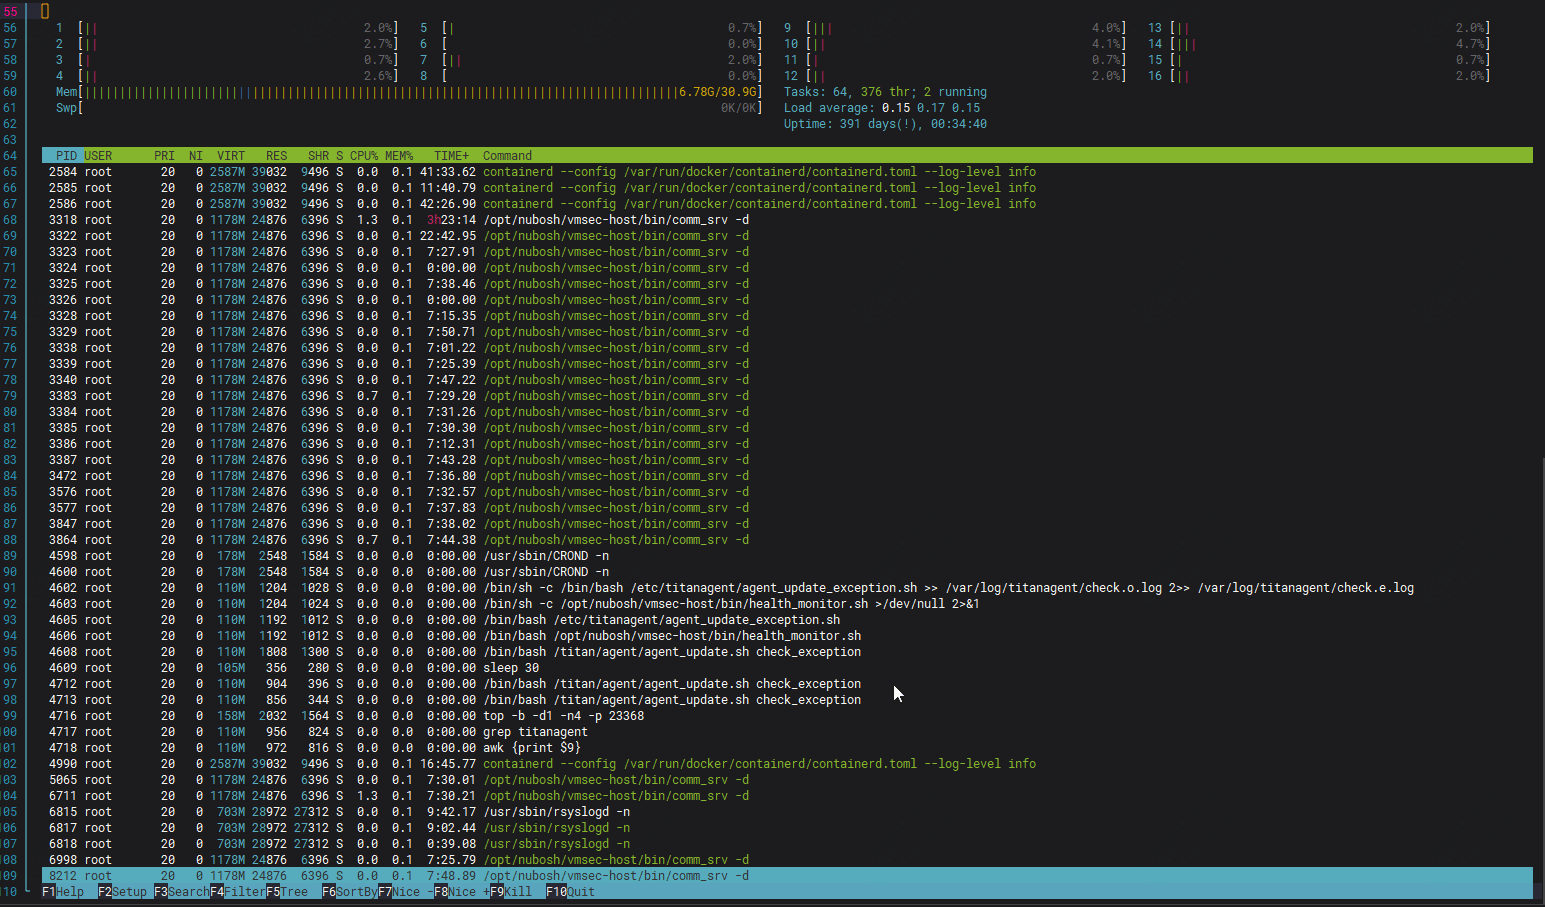 55
56 1 [|| 2.0%] 5 [| 0.7%] 9 [||| 4.0%] 13 [|| 2.0%]
57 2 [|| 2.7%] 6 [ 0.0%] 10 [|| 4.1%] 14 [||| 4.7%]
58 3 [| 0.7%] 7 [|| 2.0%] 11 [| 0.7%] 15 [| 0.7%]
59 4 [|| 2.6%] 8 [ 0.0%] 12 [|| 2.0%] 16 [|| 2.0%]
60 Mem[|||||||||||||||||||||||||||||||||||||||||||||||||||||||||||||||||||||||||||||||||||||6.78G/30.9G] Tasks: 64, 376 thr; 2 running
61 Swp[ 0K/0K] Load average: 0.15 0.17 0.15
62 Uptime: 391 days(!), 00:34:40
63
64 PID USER PRI NI VIRT RES SHR S CPU% MEM% TIME+ Command
65 2584 root 20 0 2587M 39032 9496 S 0.0 0.1 41:33.62 containerd --config /var/run/docker/containerd/containerd.toml --log-level info
66 2585 root 20 0 2587M 39032 9496 S 0.0 0.1 11:40.79 containerd --config /var/run/docker/containerd/containerd.toml --log-level info
67 2586 root 20 0 2587M 39032 9496 S 0.0 0.1 42:26.90 containerd --config /var/run/docker/containerd/containerd.toml --log-level info
68 3318 root 20 0 1178M 24876 6396 S 1.3 0.1 3h23:14 /opt/nubosh/vmsec-host/bin/comm_srv -d
69 3322 root 20 0 1178M 24876 6396 S 0.0 0.1 22:42.95 /opt/nubosh/vmsec-host/bin/comm_srv -d
70 3323 root 20 0 1178M 24876 6396 S 0.0 0.1 7:27.91 /opt/nubosh/vmsec-host/bin/comm_srv -d
71 3324 root 20 0 1178M 24876 6396 S 0.0 0.1 0:00.00 /opt/nubosh/vmsec-host/bin/comm_srv -d
72 3325 root 20 0 1178M 24876 6396 S 0.0 0.1 7:38.46 /opt/nubosh/vmsec-host/bin/comm_srv -d
73 3326 root 20 0 1178M 24876 6396 S 0.0 0.1 0:00.00 /opt/nubosh/vmsec-host/bin/comm_srv -d
74 3328 root 20 0 1178M 24876 6396 S 0.0 0.1 7:15.35 /opt/nubosh/vmsec-host/bin/comm_srv -d
75 3329 root 20 0 1178M 24876 6396 S 0.0 0.1 7:50.71 /opt/nubosh/vmsec-host/bin/comm_srv -d
76 3338 root 20 0 1178M 24876 6396 S 0.0 0.1 7:01.22 /opt/nubosh/vmsec-host/bin/comm_srv -d
77 3339 root 20 0 1178M 24876 6396 S 0.0 0.1 7:25.39 /opt/nubosh/vmsec-host/bin/comm_srv -d
78 3340 root 20 0 1178M 24876 6396 S 0.0 0.1 7:47.22 /opt/nubosh/vmsec-host/bin/comm_srv -d
79 3383 root 20 0 1178M 24876 6396 S 0.7 0.1 7:29.20 /opt/nubosh/vmsec-host/bin/comm_srv -d
80 3384 root 20 0 1178M 24876 6396 S 0.0 0.1 7:31.26 /opt/nubosh/vmsec-host/bin/comm_srv -d
81 3385 root 20 0 1178M 24876 6396 S 0.0 0.1 7:30.30 /opt/nubosh/vmsec-host/bin/comm_srv -d
82 3386 root 20 0 1178M 24876 6396 S 0.0 0.1 7:12.31 /opt/nubosh/vmsec-host/bin/comm_srv -d
83 3387 root 20 0 1178M 24876 6396 S 0.0 0.1 7:43.28 /opt/nubosh/vmsec-host/bin/comm_srv -d
84 3472 root 20 0 1178M 24876 6396 S 0.0 0.1 7:36.80 /opt/nubosh/vmsec-host/bin/comm_srv -d
85 3576 root 20 0 1178M 24876 6396 S 0.0 0.1 7:32.57 /opt/nubosh/vmsec-host/bin/comm_srv -d
86 3577 root 20 0 1178M 24876 6396 S 0.0 0.1 7:37.83 /opt/nubosh/vmsec-host/bin/comm_srv -d
87 3847 root 20 0 1178M 24876 6396 S 0.0 0.1 7:38.02 /opt/nubosh/vmsec-host/bin/comm_srv -d
88 3864 root 20 0 1178M 24876 6396 S 0.7 0.1 7:44.38 /opt/nubosh/vmsec-host/bin/comm_srv -d
89 4598 root 20 0 178M 2548 1584 S 0.0 0.0 0:00.00 /usr/sbin/CROND -n
90 4600 root 20 0 178M 2548 1584 S 0.0 0.0 0:00.00 /usr/sbin/CROND -n
91 4602 root 20 0 110M 1204 1028 S 0.0 0.0 0:00.00 /bin/sh -c /bin/bash /etc/titanagent/agent_update_exception.sh >> /var/log/titanagent/check.o.log 2>> /var/log/titanagent/check.e.log
92 4603 root 20 0 110M 1204 1024 S 0.0 0.0 0:00.00 /bin/sh -c /opt/nubosh/vmsec-host/bin/health_monitor.sh >/dev/null 2>&1
93 4605 root 20 0 110M 1192 1012 S 0.0 0.0 0:00.00 /bin/bash /etc/titanagent/agent_update_exception.sh
94 4606 root 20 0 110M 1192 1012 S 0.0 0.0 0:00.00 /bin/bash /opt/nubosh/vmsec-host/bin/health_monitor.sh
95 4608 root 20 0 110M 1808 1300 S 0.0 0.0 0:00.00 /bin/bash /titan/agent/agent_update.sh check_exception
96 4609 root 20 0 105M 356 280 S 0.0 0.0 0:00.00 sleep 30
97 4712 root 20 0 110M 904 396 S 0.0 0.0 0:00.00 /bin/bash /titan/agent/agent_update.sh check_exception
98 4713 root 20 0 110M 856 344 S 0.0 0.0 0:00.00 /bin/bash /titan/agent/agent_update.sh check_exception
99 4716 root 20 0 158M 2032 1564 S 0.0 0.0 0:00.00 top -b -d1 -n4 -p 23368
100 4717 root 20 0 110M 956 824 S 0.0 0.0 0:00.00 grep titanagent
101 4718 root 20 0 110M 972 816 S 0.0 0.0 0:00.00 awk {print $9}
102 4990 root 20 0 2587M 39032 9496 S 0.0 0.1 16:45.77 containerd --config /var/run/docker/containerd/containerd.toml --log-level info
103 5065 root 20 0 1178M 24876 6396 S 0.0 0.1 7:30.01 /opt/nubosh/vmsec-host/bin/comm_srv -d
104 6711 root 20 0 1178M 24876 6396 S 1.3 0.1 7:30.21 /opt/nubosh/vmsec-host/bin/comm_srv -d
105 6815 root 20 0 703M 28972 27312 S 0.0 0.1 9:42.17 /usr/sbin/rsyslogd -n
106 6817 root 20 0 703M 28972 27312 S 0.0 0.1 9:02.44 /usr/sbin/rsyslogd -n
107 6818 root 20 0 703M 28972 27312 S 0.0 0.1 0:39.08 /usr/sbin/rsyslogd -n
108 6998 root 20 0 1178M 24876 6396 S 0.0 0.1 7:25.79 /opt/nubosh/vmsec-host/bin/comm_srv -d
109 8212 root 20 0 1178M 24876 6396 S 0.0 0.1 7:48.89 /opt/nubosh/vmsec-host/bin/comm_srv -d
110 F1Help F2Setup F3SearchF4FilterF5Tree F6SortByF7Nice -F8Nice +F9Kill F10Quit